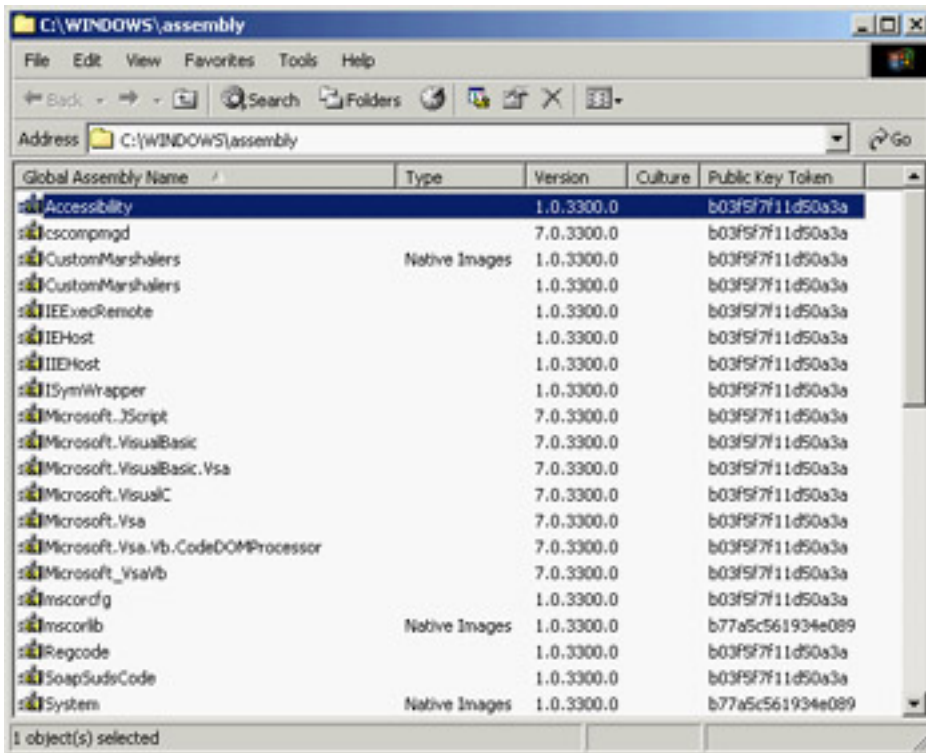 C:\WINDOWS\assembly
File Edit View Favorites Tools Help
Back Search Folders
Address C:\WINDOWS\assembly Go
Global Assembly Name Type Version Culture Public Key Token
Accessibility 1.0.3300.0 b03f5f7f11d50a3a
cscompmgd 7.0.3300.0 b03f5f7f11d50a3a
CustomMarshalers Native Images 1.0.3300.0 b03f5f7f11d50a3a
CustomMarshalers 1.0.3300.0 b03f5f7f11d50a3a
IEExecRemote 1.0.3300.0 b03f5f7f11d50a3a
IEHost 1.0.3300.0 b03f5f7f11d50a3a
IIEHost 1.0.3300.0 b03f5f7f11d50a3a
ISymWrapper 1.0.3300.0 b03f5f7f11d50a3a
Microsoft.JScript 7.0.3300.0 b03f5f7f11d50a3a
Microsoft.VisualBasic 7.0.3300.0 b03f5f7f11d50a3a
Microsoft.VisualBasic.Vsa 7.0.3300.0 b03f5f7f11d50a3a
Microsoft.VisualC 7.0.3300.0 b03f5f7f11d50a3a
Microsoft.Vsa 7.0.3300.0 b03f5f7f11d50a3a
Microsoft.Vsa.Vb.CodeDOMProcessor 7.0.3300.0 b03f5f7f11d50a3a
Microsoft_VsaVb 7.0.3300.0 b03f5f7f11d50a3a
mscorcfg 1.0.3300.0 b03f5f7f11d50a3a
mscorlib Native Images 1.0.3300.0 b77a5c561934e089
Regcode 1.0.3300.0 b03f5f7f11d50a3a
SoapSudsCode 1.0.3300.0 b03f5f7f11d50a3a
System Native Images 1.0.3300.0 b77a5c561934e089
1 object(s) selected